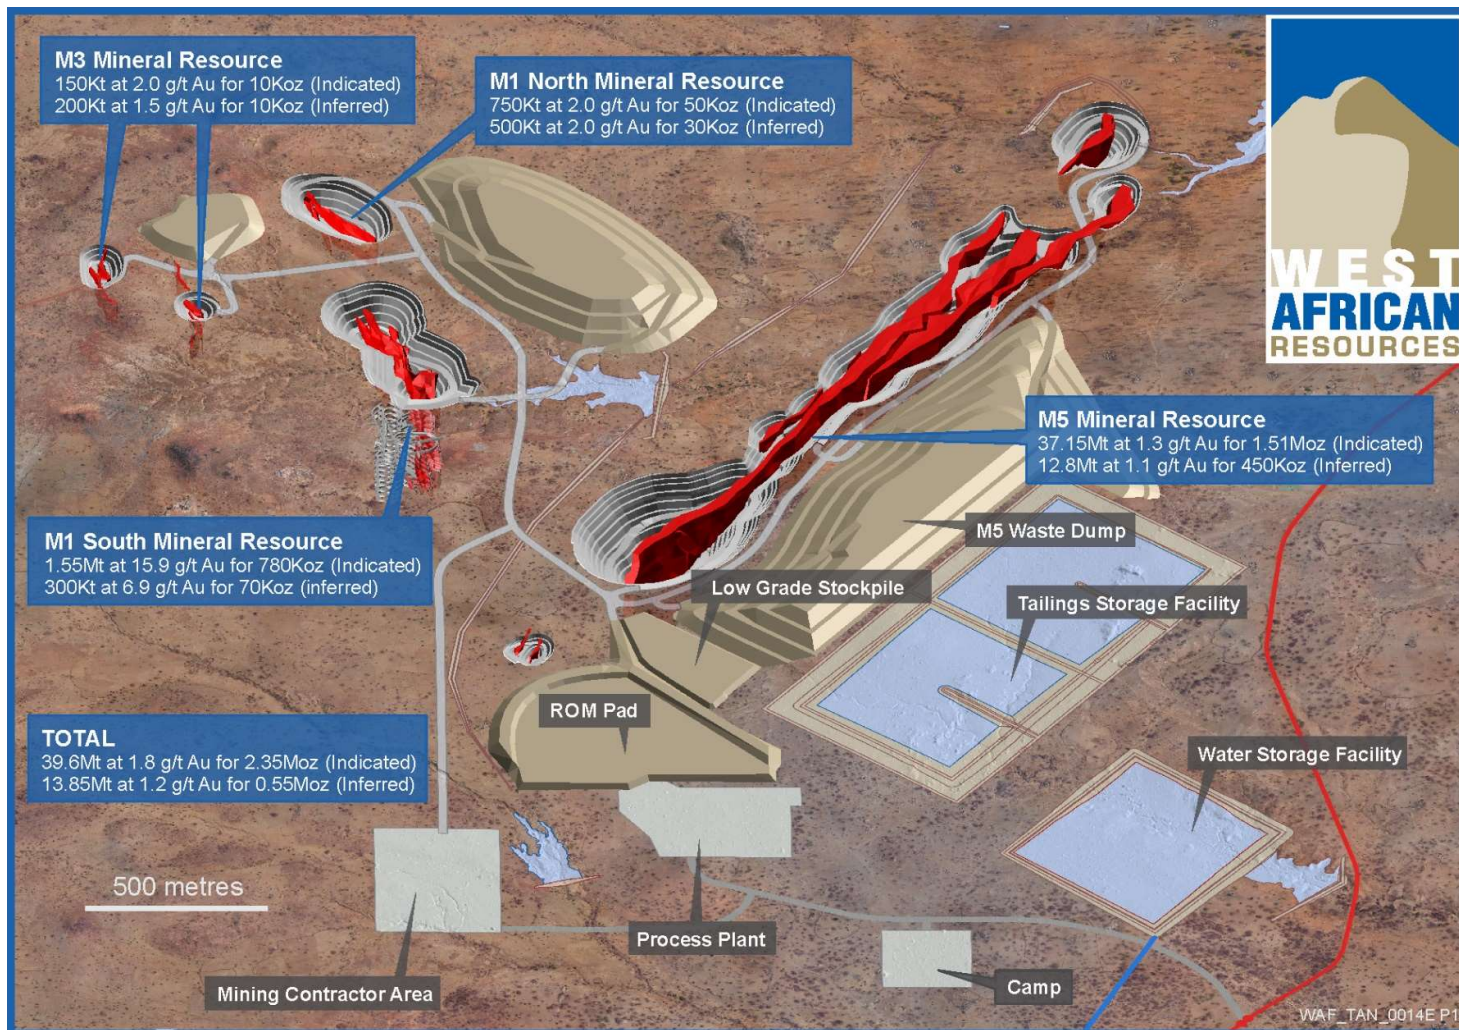 M3 Mineral Resource
150Kt at 2.0 g/t Au for 10Koz (Indicated)
200Kt at 1.5 g/t Au for 10Koz (Inferred)
M1 North Mineral Resource
750Kt at 2.0 g/t Au for 50Koz (Indicated)
500Kt at 2.0 g/t Au for 30Koz (Inferred)
WEST
AFRICAN
RESOURCES
M5 Mineral Resource
37.15Mt at 1.3 g/t Au for 1.51Moz (Indicated)
12.8Mt at 1.1 g/t Au for 450Koz (Inferred)
M1 South Mineral Resource
1.55Mt at 15.9 g/t Au for 780Koz (Indicated)
300Kt at 6.9 g/t Au for 70Koz (inferred)
M5 Waste Dump
Low Grade Stockpile
Tailings Storage Facility
ROM Pad
TOTAL
39.6Mt at 1.8 g/t Au for 2.35Moz (Indicated)
13.85Mt at 1.2 g/t Au for 0.55Moz (Inferred)
Water Storage Facility
500 metres
Process Plant
Mining Contractor Area
Camp
WAF_TAN_0014E P1